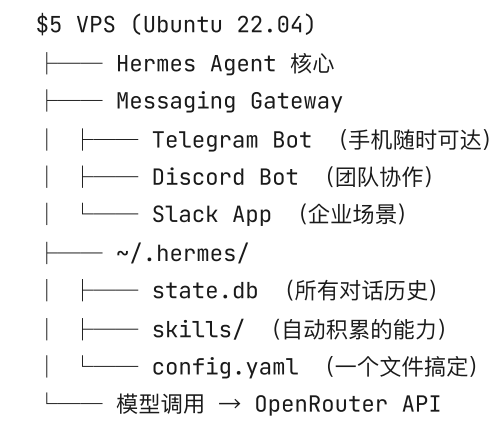 $5 VPS (Ubuntu 22.04)
├── Hermes Agent 核心
├── Messaging Gateway
│  ├── Telegram Bot （手机随时可达）
│  ├── Discord Bot （团队协作）
│  └── Slack App （企业场景）
├── ~/.hermes/
│  ├── state.db （所有对话历史）
│  ├── skills/ （自动积累的能力）
│  └── config.yaml （一个文件搞定）
└── 模型调用 → OpenRouter API